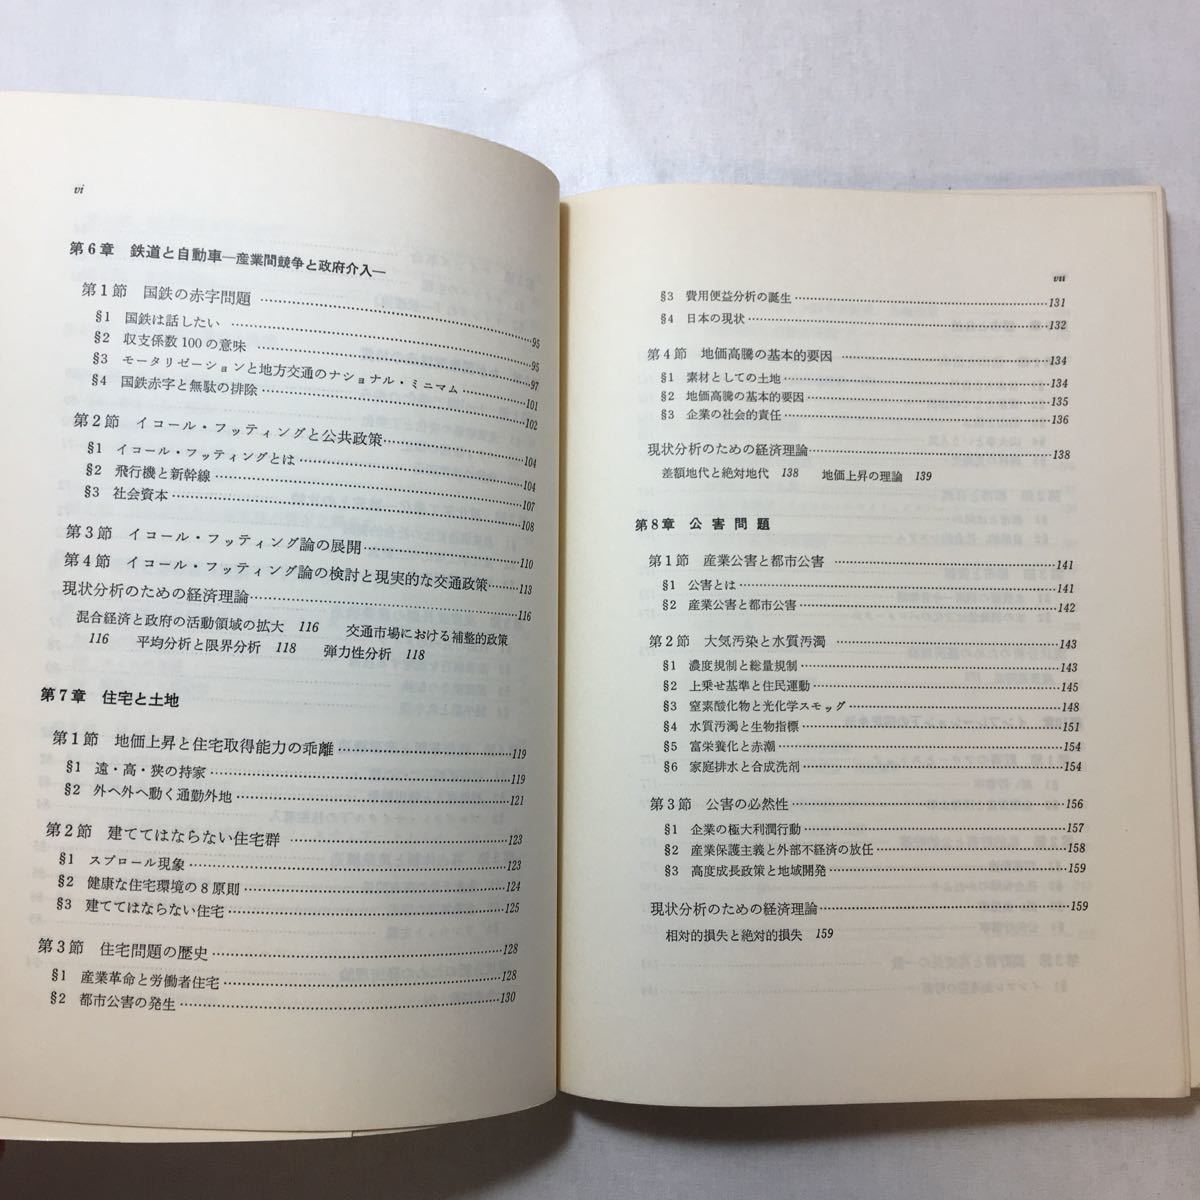 vi
第6章 鉄道と自動車―産業間競争と政府介入―
第1節 国鉄の赤字問題……95
§1 国鉄は話したい……95
§2 収支係数100の意味……97
§3 モータリゼーションと地方交通のナショナル・ミニマム……101
§4 国鉄赤字と無駄の排除……102
第2節 イコール・フッティングと公共政策……104
§1 イコール・フッティングとは……104
§2 飛行機と新幹線……107
§3 社会資本……108
第3節 イコール・フッティング論の展開……110
第4節 イコール・フッティング論の検討と現実的な交通政策……113
現状分析のための経済理論……116
混合経済と政府の活動領域の拡大 116 交通市場における補整的政策
116 平均分析と限界分析 118 弾力性分析 118
第7章 住宅と土地
第1節 地価上昇と住宅取得能力の乖離……119
§1 遠・高・狭の持家……119
§2 外へ外へ動く通勤外地……121
第2節 建ててはならない住宅群……123
§1 スプロール現象……123
§2 健康な住宅環境の8原則……124
§3 建ててはならない住宅……125
第3節 住宅問題の歴史……128
§1 産業革命と労働者住宅……128
§2 都市公害の発生……130
vii
§3 費用便益分析の誕生……131
§4 日本の現状……132
第4節 地価高騰の基本的要因……134
§1 素材としての土地……134
§2 地価高騰の基本的要因……135
§3 企業の社会的責任……136
現状分析のための経済理論……138
差額地代と絶対地代 138 地価上昇の理論 139
第8章 公害問題
第1節 産業公害と都市公害……141
§1 公害とは……141
§2 産業公害と都市公害……142
第2節 大気汚染と水質汚濁……143
§1 濃度規制と総量規制……143
§2 上乗せ基準と住民運動……145
§3 窒素酸化物と光化学スモッグ……148
§4 水質汚濁と生物指標……151
§5 富栄養化と赤潮……154
§6 家庭排水と合成洗剤……154
第3節 公害の必然性……156
§1 企業の極大利潤行動……157
§2 産業保護主義と外部不経済の放任……158
§3 高度成長政策と地域開発……159
現状分析のための経済理論……159
相対的損失と絶対的損失 159